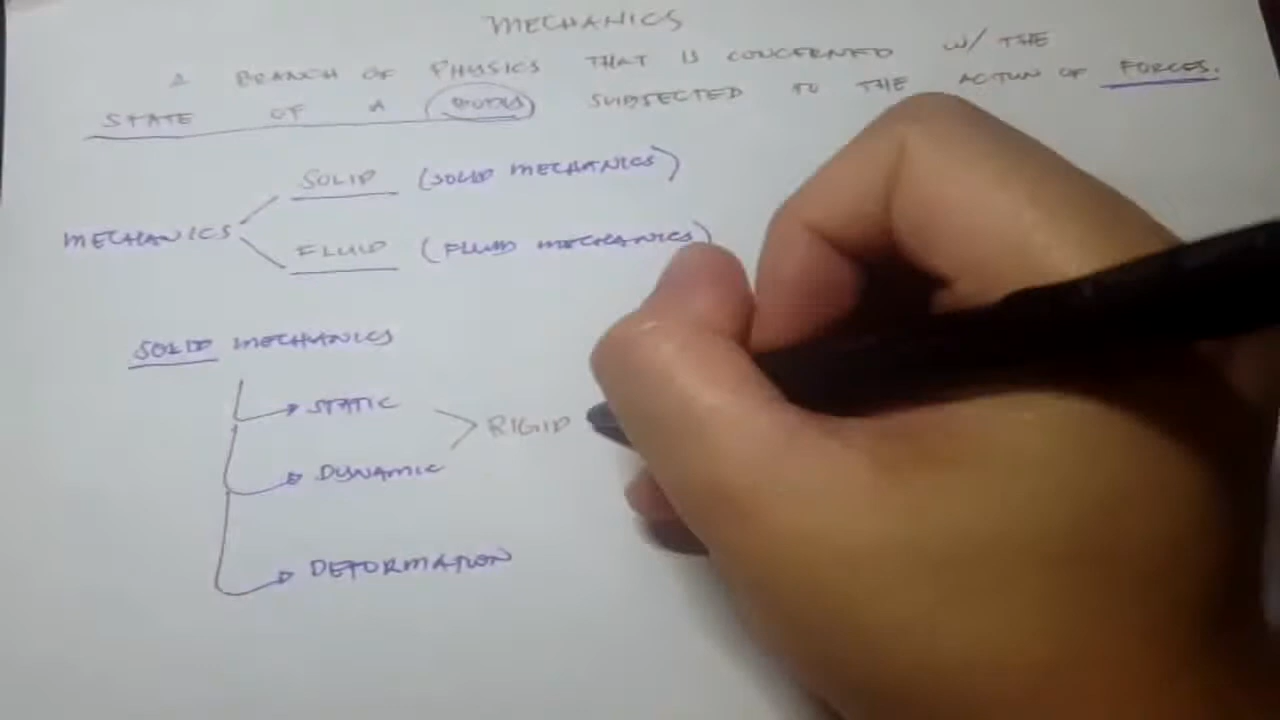 MECHANICS
A BRANCH OF PHYSICS THAT IS CONCERNED W/ THE
STATE OF A BODY SUBJECTED TO THE ACTION OF FORCES.
SOLID (SOLID MECHANICS)
MECHANICS
FLUID (FLUID MECHANICS)
SOLID MECHANICS
STATIC
RIGID
DYNAMIC
DEFORMATION